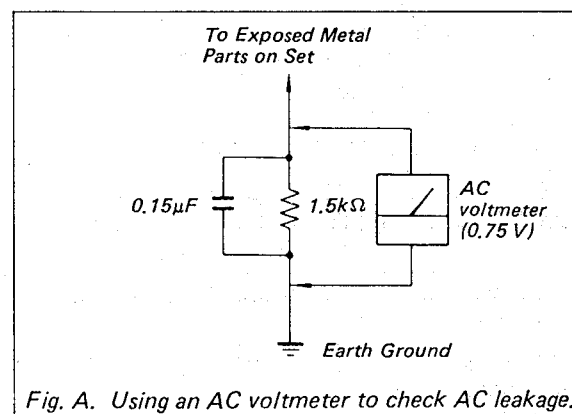 To Exposed Metal
Parts on Set
0.15µF
1.5kΩ
AC
voltmeter
(0.75 V)
Earth Ground
Fig. A. Using an AC voltmeter to check AC leakage.